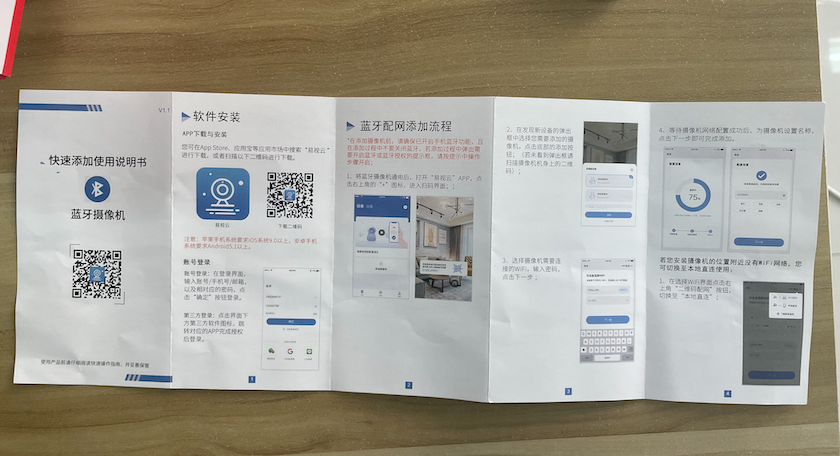 V1.1
快速添加使用说明书
蓝牙摄像机
使用产品前请仔细阅读快速操作指南，并妥善保管
软件安装
APP下载与安装
您可在App Store、应用宝等应用市场中搜索“易视云”
进行下载，或者扫描以下二维码进行下载。
易视云
下载二维码
注意：苹果手机系统要求iOS系统9.0以上；安卓手机
系统要求Android5.1以上；
账号登录
账号登录：在登录界面，
输入账号/手机号/邮箱，
以及相对应的密码，点
击“确定”按钮登录。
第三方登录：点击界面下
方第三方软件图标，跳
转对应的APP完成授权
后登录。
1
蓝牙配网添加流程
*在添加摄像机前，请确保已开启手机蓝牙功能，且
在添加过程中不要关闭蓝牙。若添加过程中弹出需
要开启蓝牙或蓝牙授权的提示框，请按提示中操作
步骤开启；
1、将蓝牙摄像机通电后，打开“易视云”APP，点
击右上角的“+”图标，进入扫码界面；；
2
2、在发现新设备的弹出
框中选择您需要添加的摄
像机，点击底部的添加按
钮，（若未看到弹出框请
扫描摄像机机身上的二维
码）；
3、选择摄像机需要连
接的WiFi，输入密码，
点击下一步；
3
4、等待摄像机网络配置成功后，为摄像机设置名称，
点击下一步即可完成添加。
75%
若您安装摄像机的位置附近没有WiFi网络，您
可切换至本地直连使用：
1、在选择WiFi界面点击右
上角“二维码配网”按钮，
切换至“本地直连”；
4